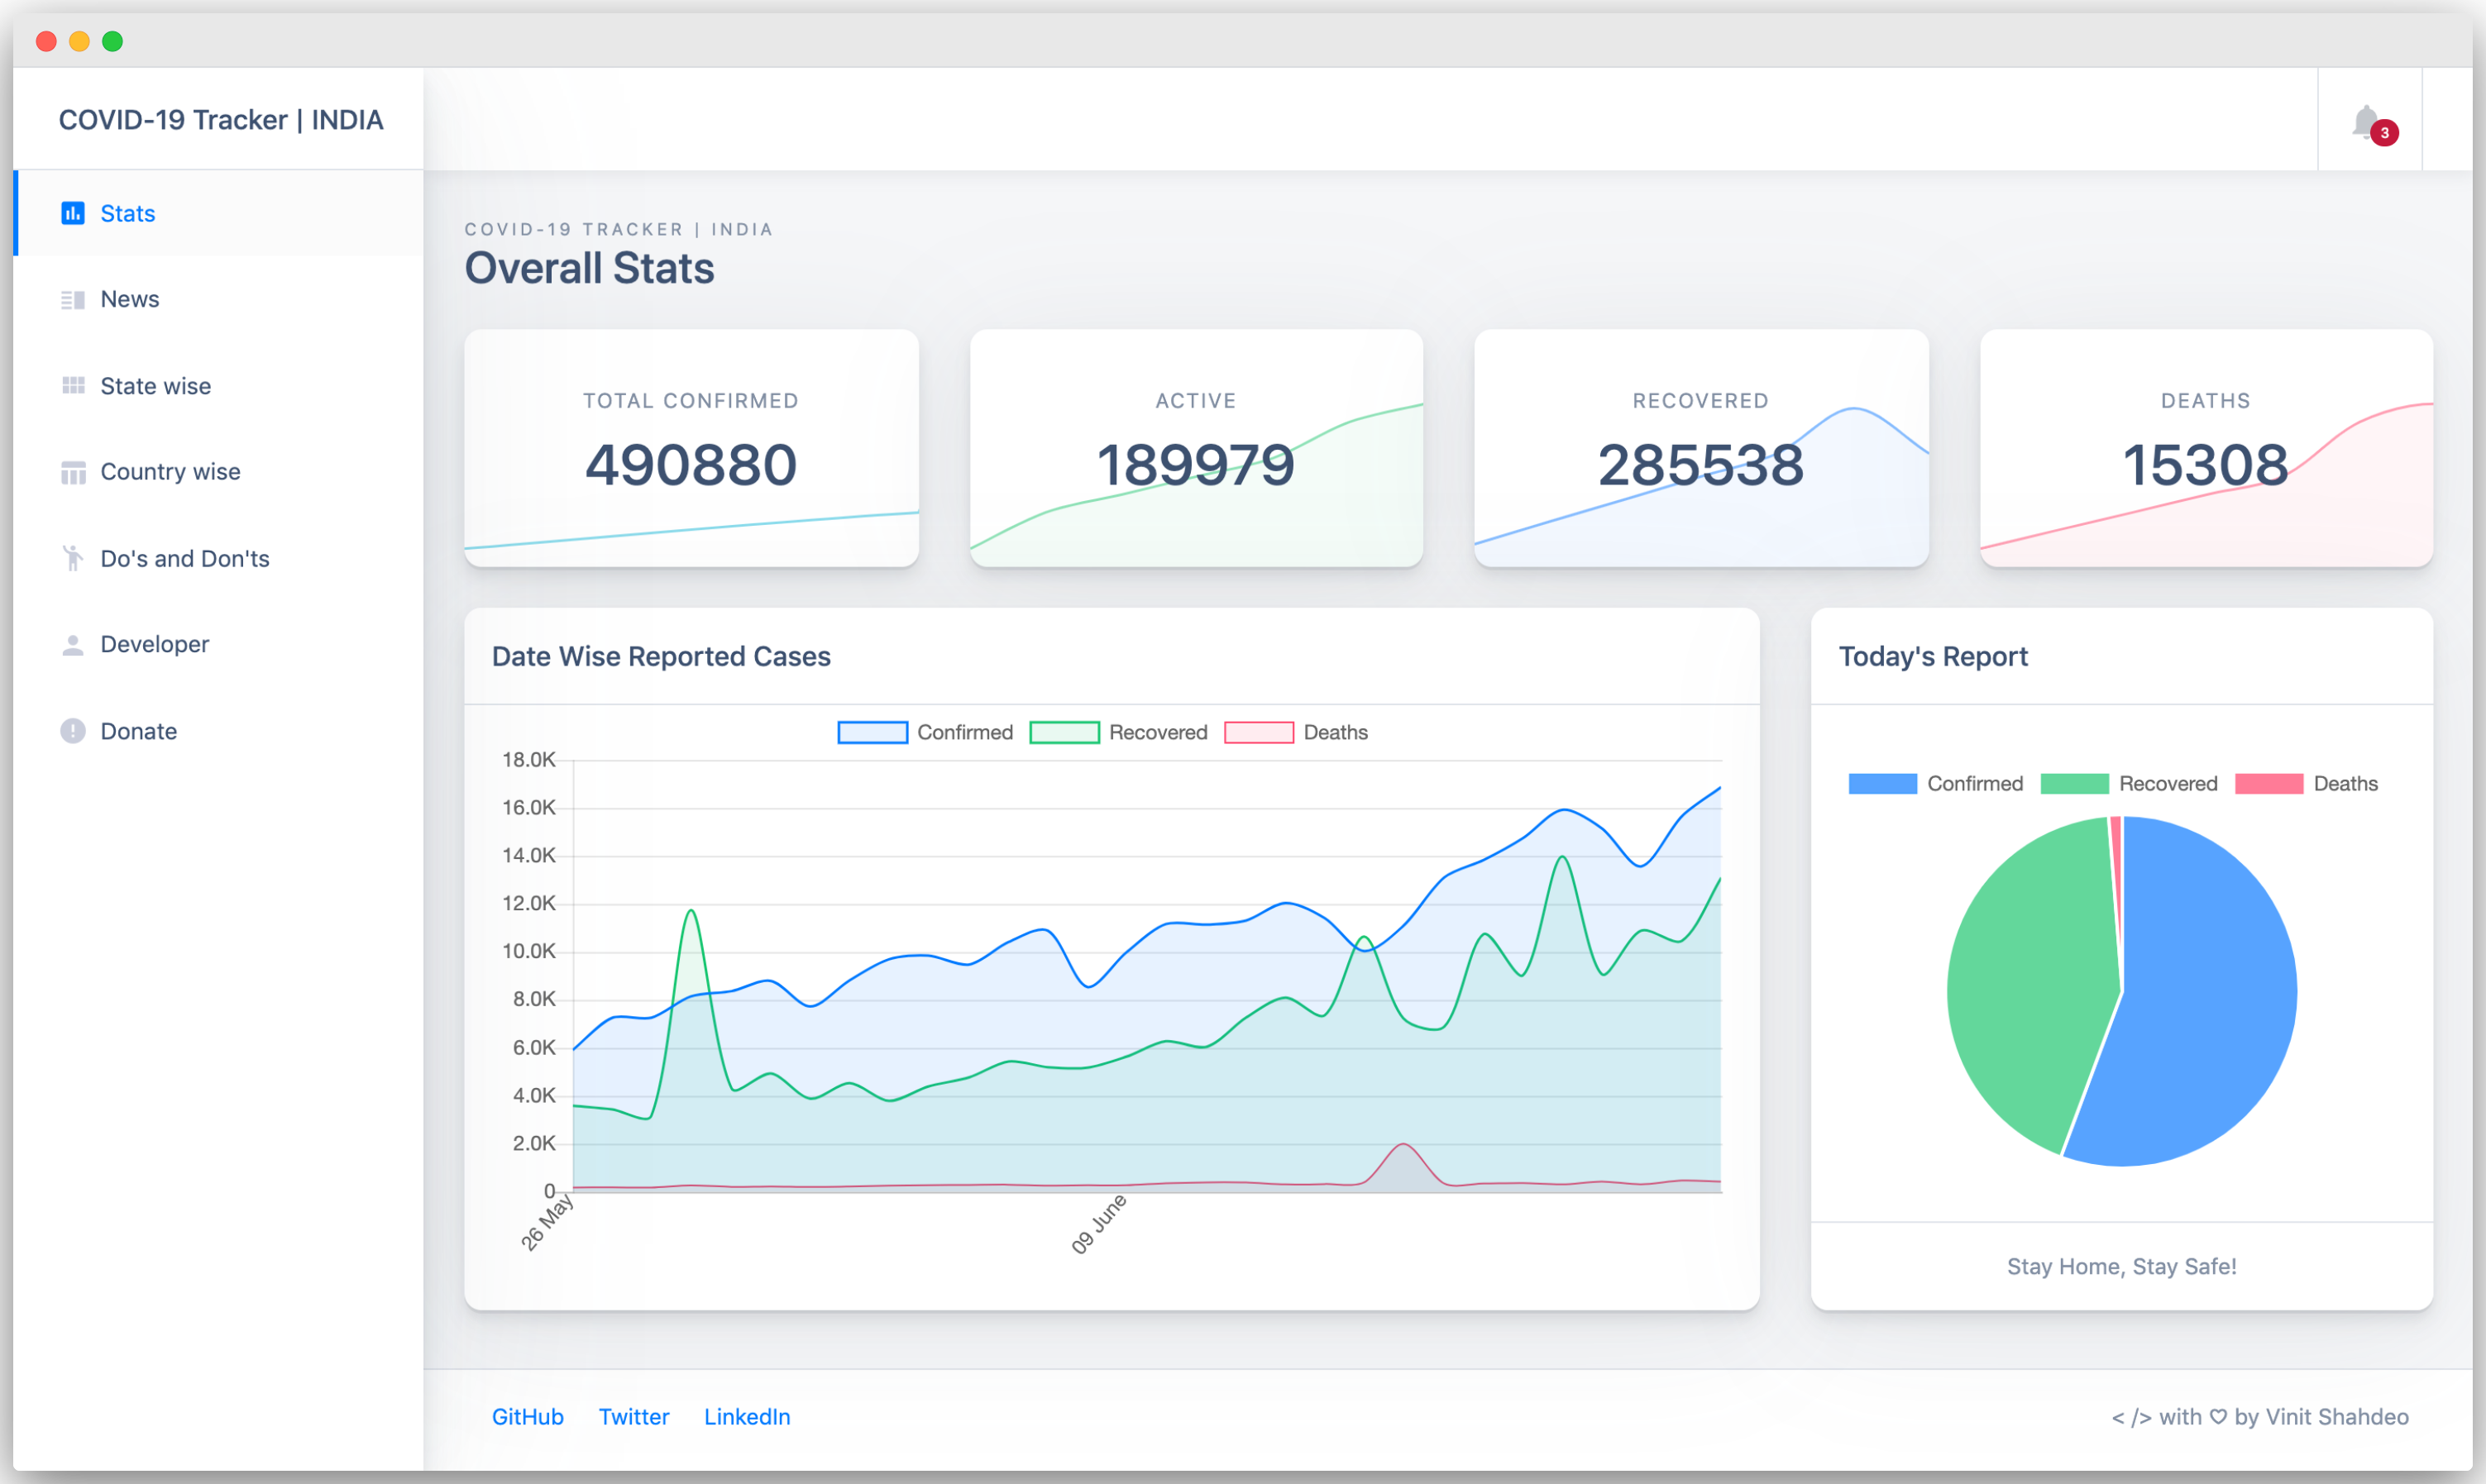 COVID-19 Tracker | INDIA
3
Stats
News
State wise
Country wise
Do's and Don'ts
Developer
Donate
COVID-19 TRACKER | INDIA
Overall Stats
TOTAL CONFIRMED
490880
ACTIVE
189979
RECOVERED
285538
DEATHS
15308
Date Wise Reported Cases
Confirmed Recovered Deaths
18.0K
16.0K
14.0K
12.0K
10.0K
8.0K
6.0K
4.0K
2.0K
0
26 May
09 June
Today's Report
Confirmed Recovered Deaths
Stay Home, Stay Safe!
GitHub Twitter LinkedIn
< /> with ♡ by Vinit Shahdeo